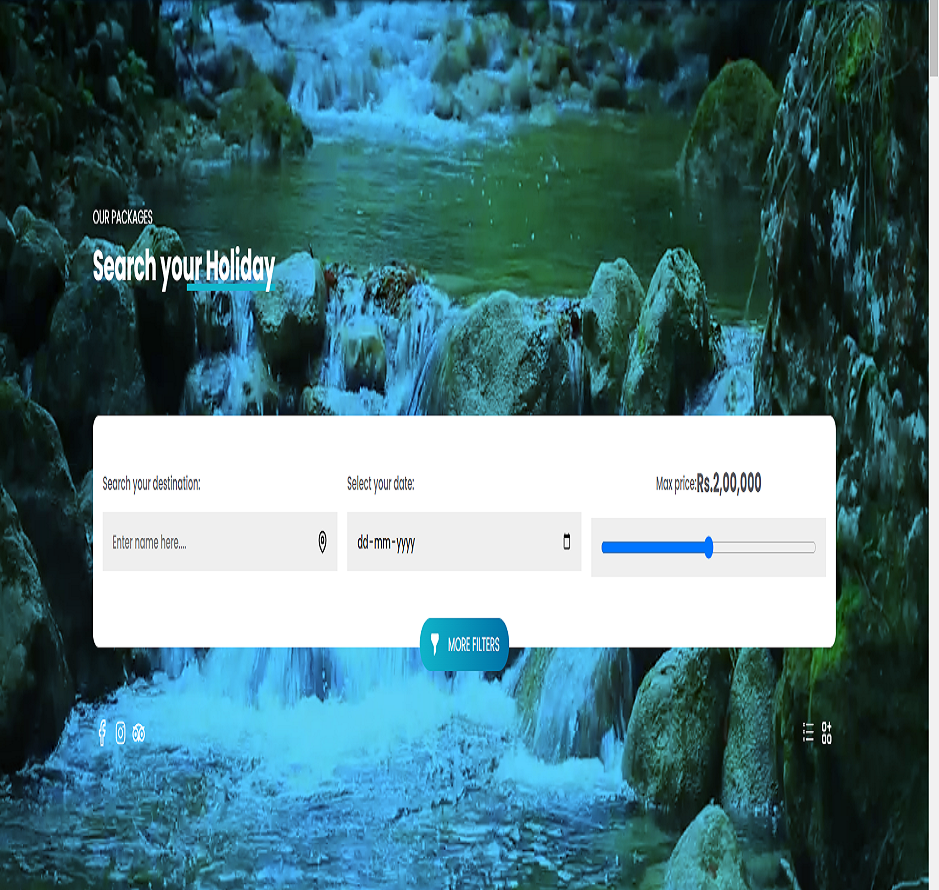 OUR PACKAGES
Search your Holiday
Search your destination:
Select your date:
Max price:Rs.2,00,000
Enter name here....
dd-mm-yyyy
MORE FILTERS